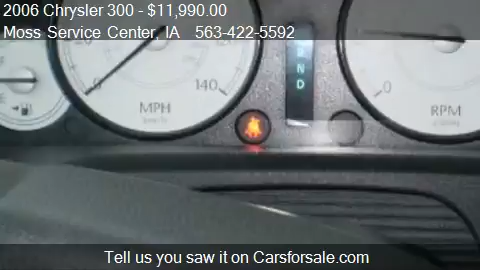 2006 Chrysler 300 - $11,990.00
Moss Service Center, IA 563-422-5592
0
140
MPH
R
N
D
0
RPM
E
Tell us you saw it on Carsforsale.com